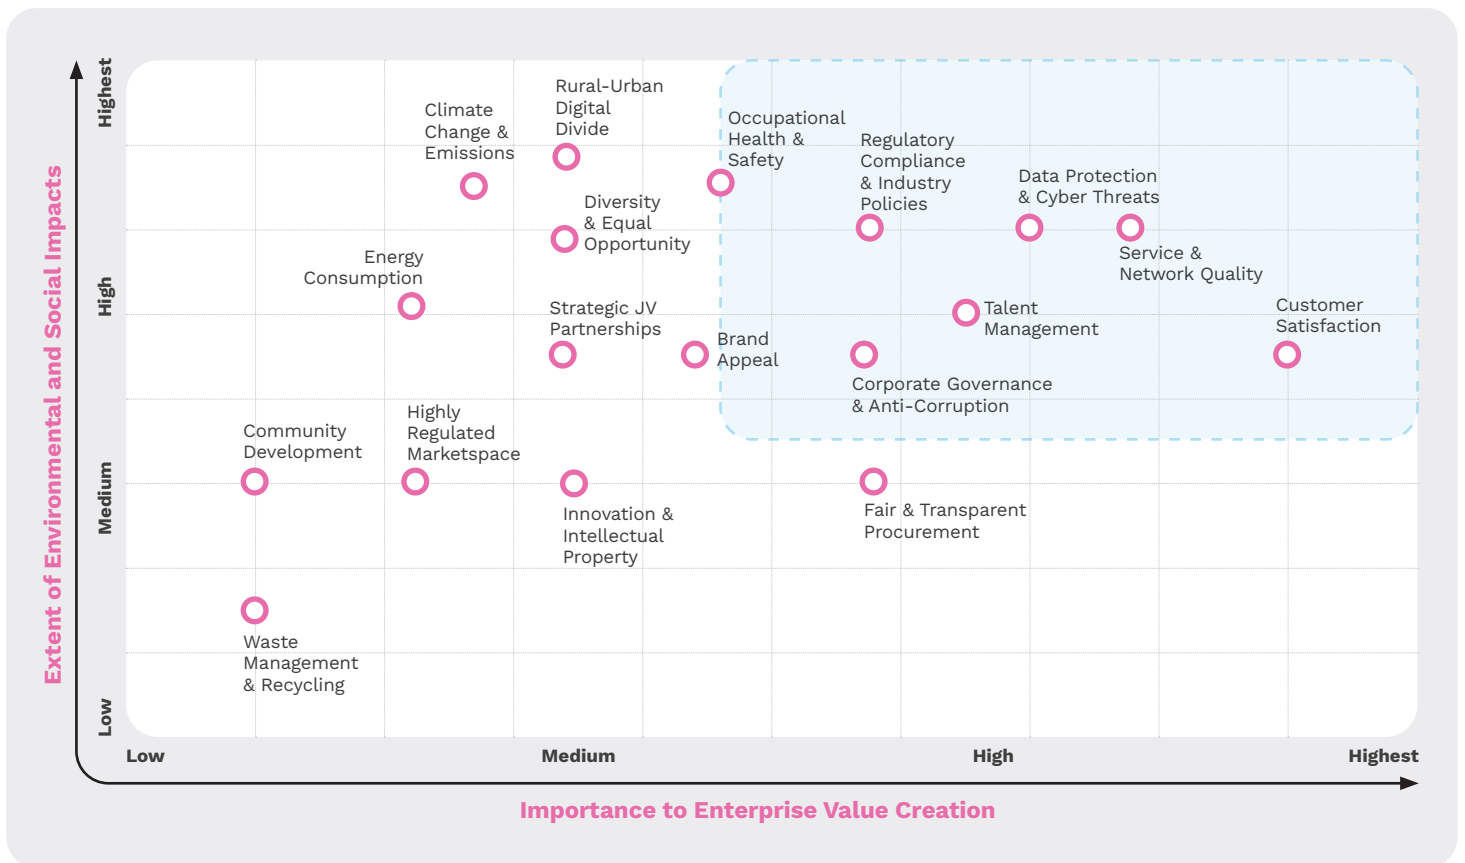 Extent of Environmental and Social Impacts
Highest
High
Medium
Low
Rural-Urban
Digital
Divide
Climate
Change &
Emissions
Occupational
Health &
Safety
Regulatory
Compliance
& Industry
Policies
Data Protection
& Cyber Threats
Diversity
& Equal
Opportunity
Service &
Network Quality
Energy
Consumption
Strategic JV
Partnerships
Talent
Management
Customer
Satisfaction
Brand
Appeal
Corporate Governance
& Anti-Corruption
Highly
Regulated
Marketspace
Community
Development
Innovation &
Intellectual
Property
Fair & Transparent
Procurement
Waste
Management
& Recycling
Low
Medium
High
Highest
Importance to Enterprise Value Creation